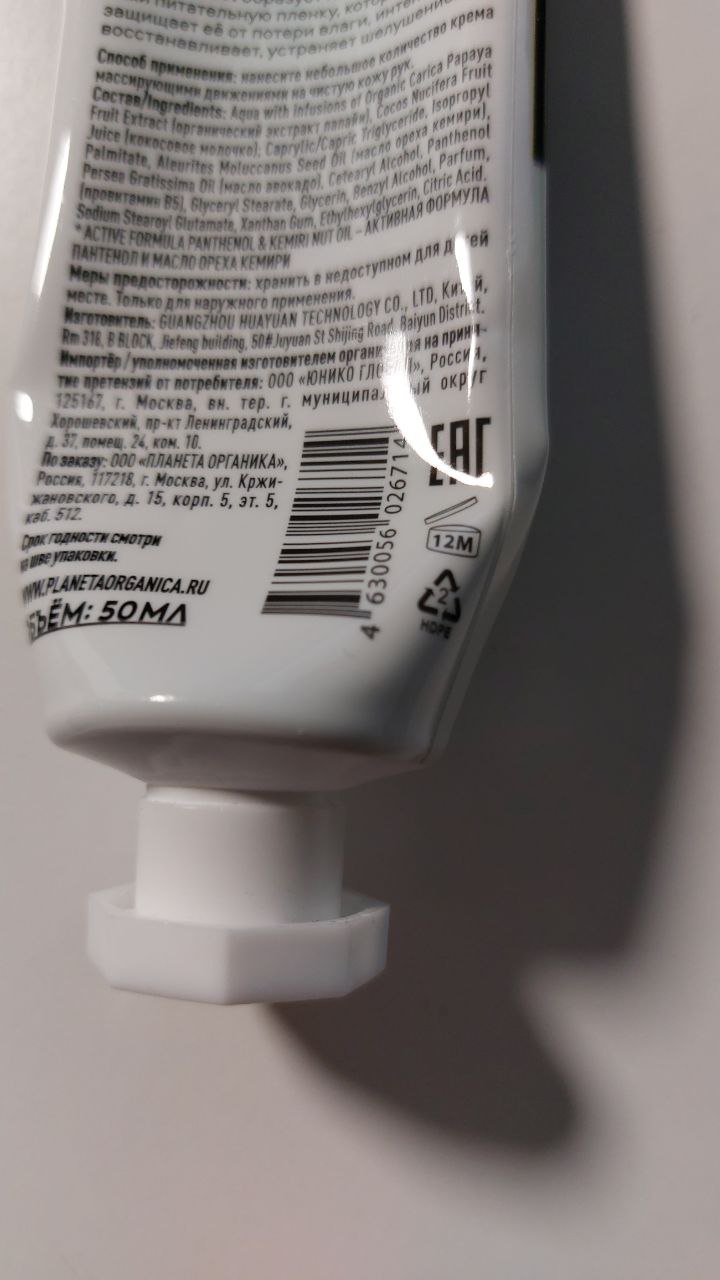 питательную плёнку, кото
защищает её от потери влаги, инте
восстанавливает, устраняет шелушени
Способ применения: нанесите небольшое количество крема
массирующими движениями на чистую кожу рук.
Состав/Ingredients: Aqua with infusions of Organic Carica Papaya
Fruit Extract (органический экстракт папайи), Cocos Nucifera Fruit
Juice (кокосовое молочко); Caprylic/Capric Triglyceride, Isopropyl
Palmitate, Aleurites Moluccanus Seed Oil (масло ореха кемири),
Persea Gratissima Oil (масло авокадо), Cetearyl Alcohol, Panthenol
(провитамин B5), Glyceryl Stearate, Glycerin, Benzyl Alcohol, Parfum,
Sodium Stearoyl Glutamate, Xanthan Gum, Ethylhexylglycerin, Citric Acid.
* ACTIVE FORMULA PANTHENOL & KEMIRI NUT OIL – АКТИВНАЯ ФОРМУЛА
ПАНТЕНОЛ И МАСЛО ОРЕХА КЕМИРИ
Меры предосторожности: хранить в недоступном для детей
месте. Только для наружного применения.
Изготовитель: GUANGZHOU HUAYUAN TECHNOLOGY CO., LTD, Китай,
Rm 318, B BLOCK, Jiefeng building, 50#Juyuan St Shijing Road, Baiyun District.
Импортёр/уполномоченная изготовителем организация на приня-
тие претензий от потребителя: ООО «ЮНИКО ГЛО», Россия,
125167, г. Москва, вн. тер. г. муниципальный округ
Хорошевский, пр-кт Ленинградский,
д. 37, помещ. 24, ком. 10.
По заказу: ООО «ПЛАНЕТА ОРГАНИКА»,
Россия, 117218, г. Москва, ул. Кржи-
жановского, д. 15, корп. 5, эт. 5,
каб. 512.
Срок годности смотри
на шве упаковки.
WWW.PLANETAORGANICA.RU
ОБЪЁМ: 50МЛ
4 630056 026714
EAC
12M
2
HDPE